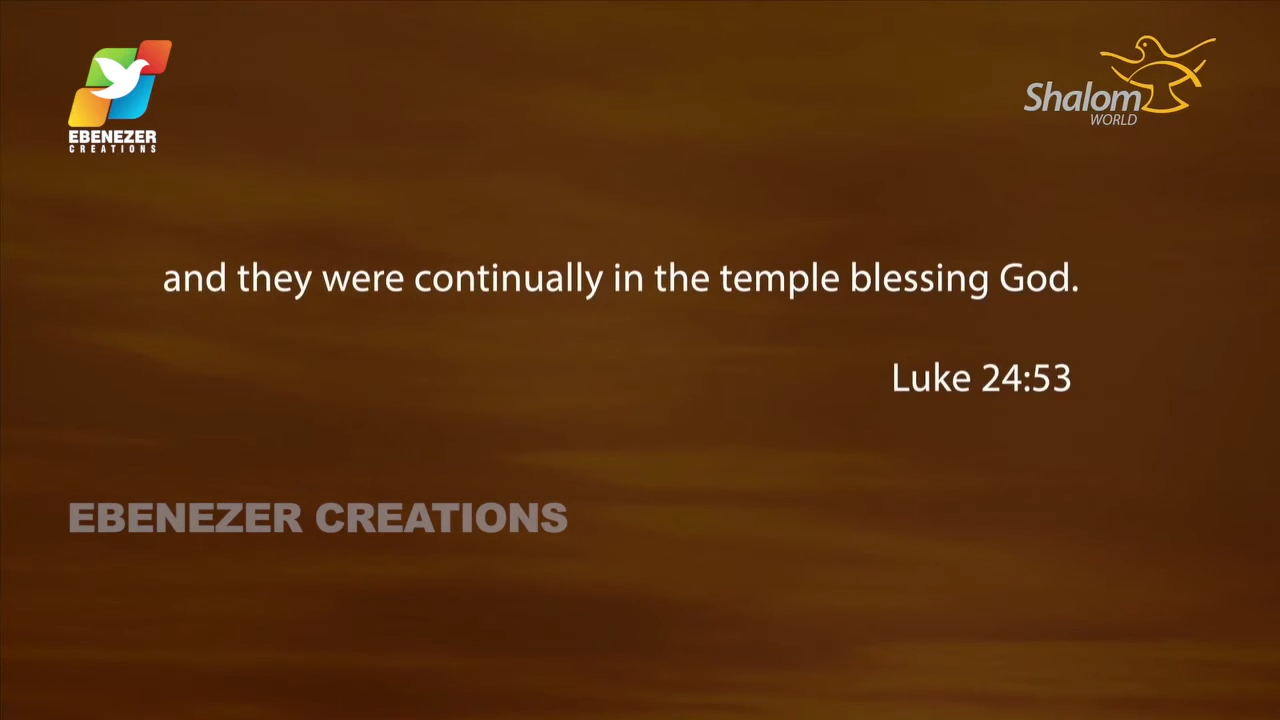 EBENEZER
CREATIONS
Shalom
WORLD
and they were continually in the temple blessing God.
Luke 24:53
EBENEZER CREATIONS